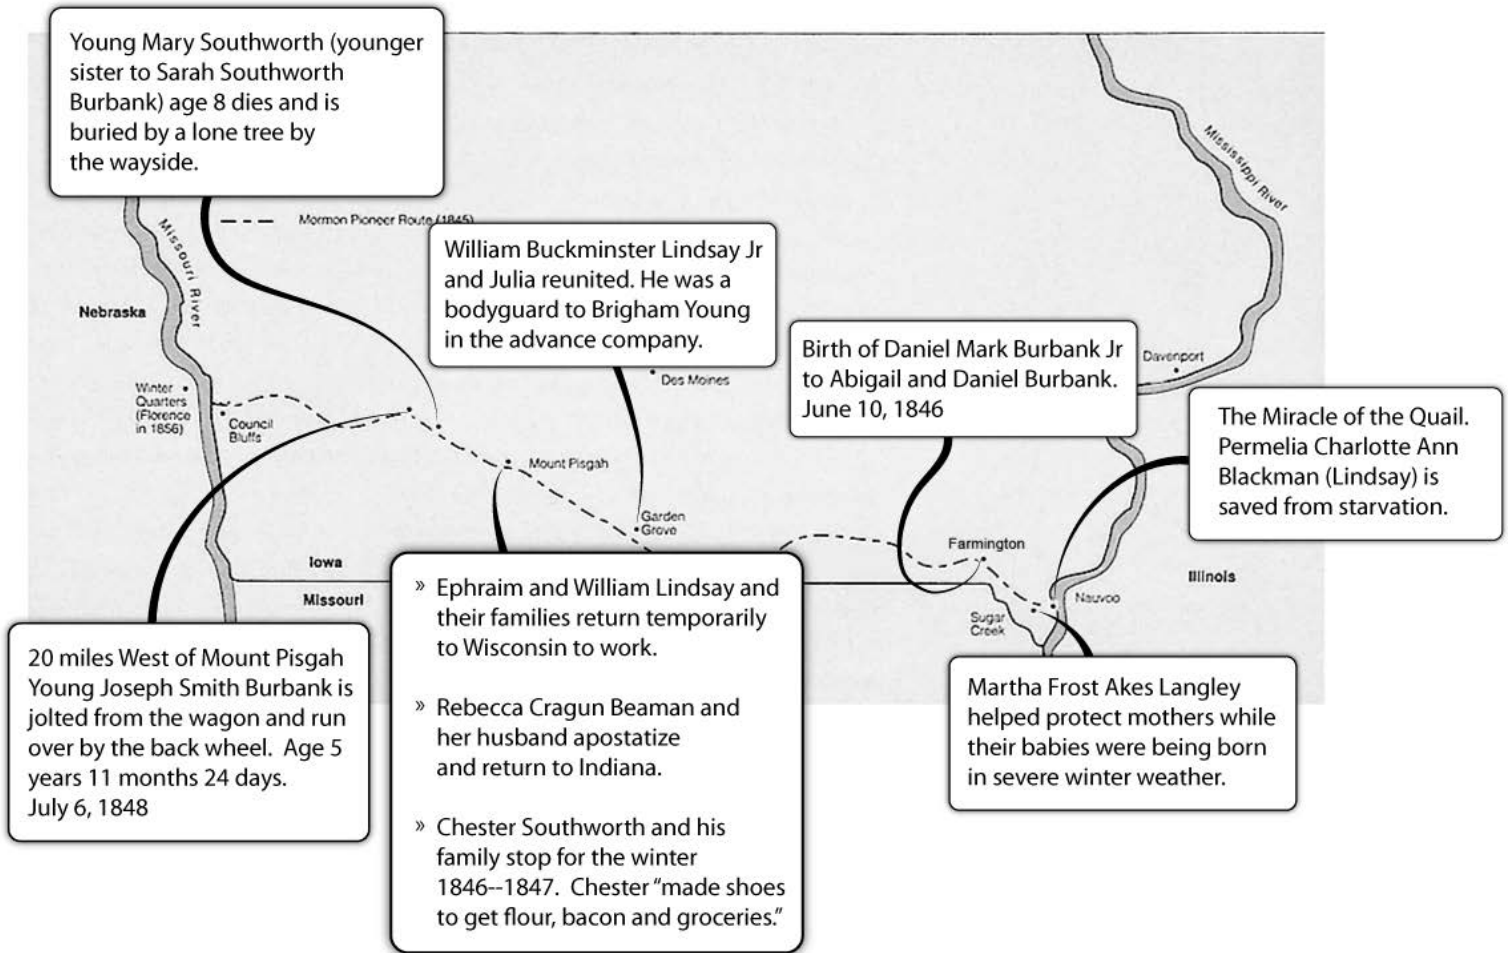 Young Mary Southworth (younger
sister to Sarah Southworth
Burbank) age 8 dies and is
buried by a lone tree by
the wayside.
Mississippi River
Mormon Pioneer Route (1845)
Missouri River
William Buckminster Lindsay Jr
and Julia reunited. He was a
bodyguard to Brigham Young
in the advance company.
Nebraska
Birth of Daniel Mark Burbank Jr
to Abigail and Daniel Burbank.
June 10, 1846
Davenport
Des Moines
Winter
Quarters
(Florence
in 1856)
Council
Bluffs
The Miracle of the Quail.
Permelia Charlotte Ann
Blackman (Lindsay) is
saved from starvation.
Mount Pisgah
Garden
Grove
Farmington
Iowa
Missouri
Illinois
Nauvoo
Sugar
Creek
» Ephraim and William Lindsay and
their families return temporarily
to Wisconsin to work.
» Rebecca Cragun Beaman and
her husband apostatize
and return to Indiana.
» Chester Southworth and his
family stop for the winter
1846--1847. Chester “made shoes
to get flour, bacon and groceries.”
20 miles West of Mount Pisgah
Young Joseph Smith Burbank is
jolted from the wagon and run
over by the back wheel. Age 5
years 11 months 24 days.
July 6, 1848
Martha Frost Akes Langley
helped protect mothers while
their babies were being born
in severe winter weather.